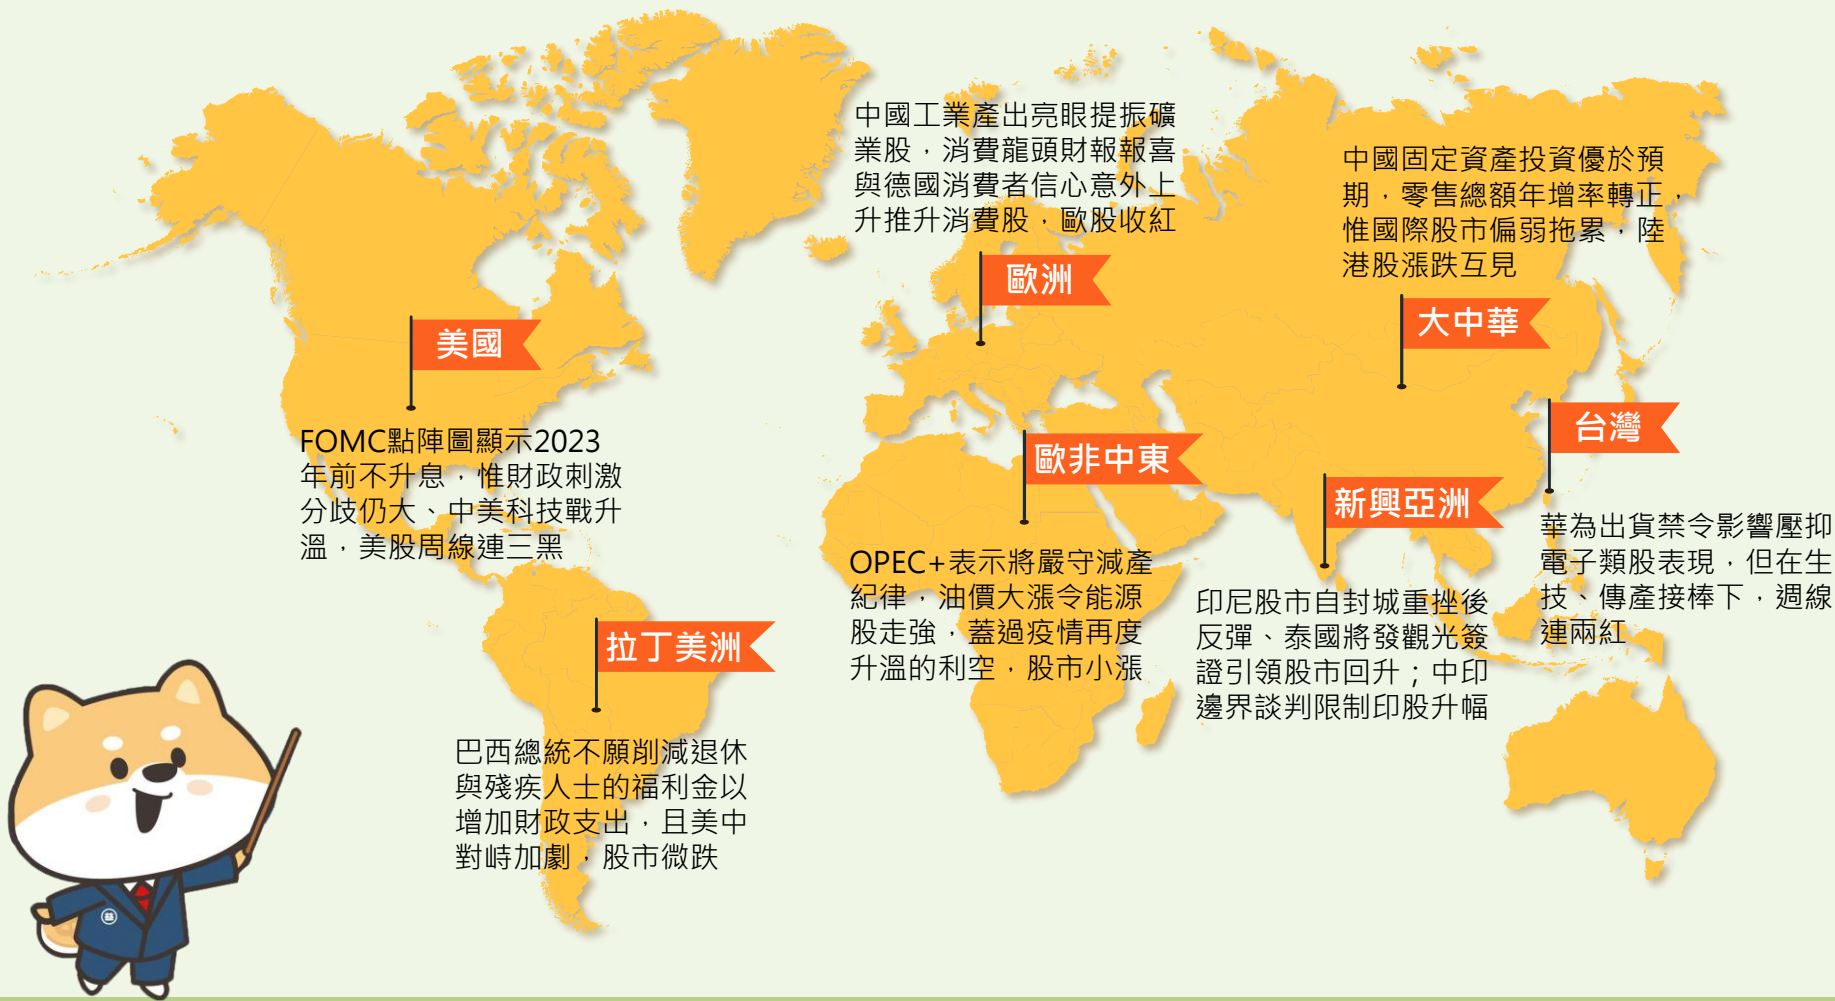 美國
FOMC點陣圖顯示2023
年前不升息，惟財政刺激
分歧仍大、中美科技戰升
溫，美股周線連三黑
拉丁美洲
巴西總統不願削減退休
與殘疾人士的福利金以
增加財政支出，且美中
對峙加劇，股市微跌
中國工業產出亮眼提振礦
業股，消費龍頭財報報喜
與德國消費者信心意外上
升推升消費股，歐股收紅
歐洲
歐非中東
OPEC+表示將嚴守減產
紀律，油價大漲令能源
股走強，蓋過疫情再度
升溫的利空，股市小漲
中國固定資產投資優於預
期，零售總額年增率轉正，
惟國際股市偏弱拖累，陸
港股漲跌互見
大中華
新興亞洲
印尼股市自封城重挫後
反彈、泰國將發觀光簽
證引領股市回升；中印
邊界談判限制印股升幅
台灣
華為出貨禁令影響壓抑
電子類股表現，但在生
技、傳產接棒下，週線
連兩紅